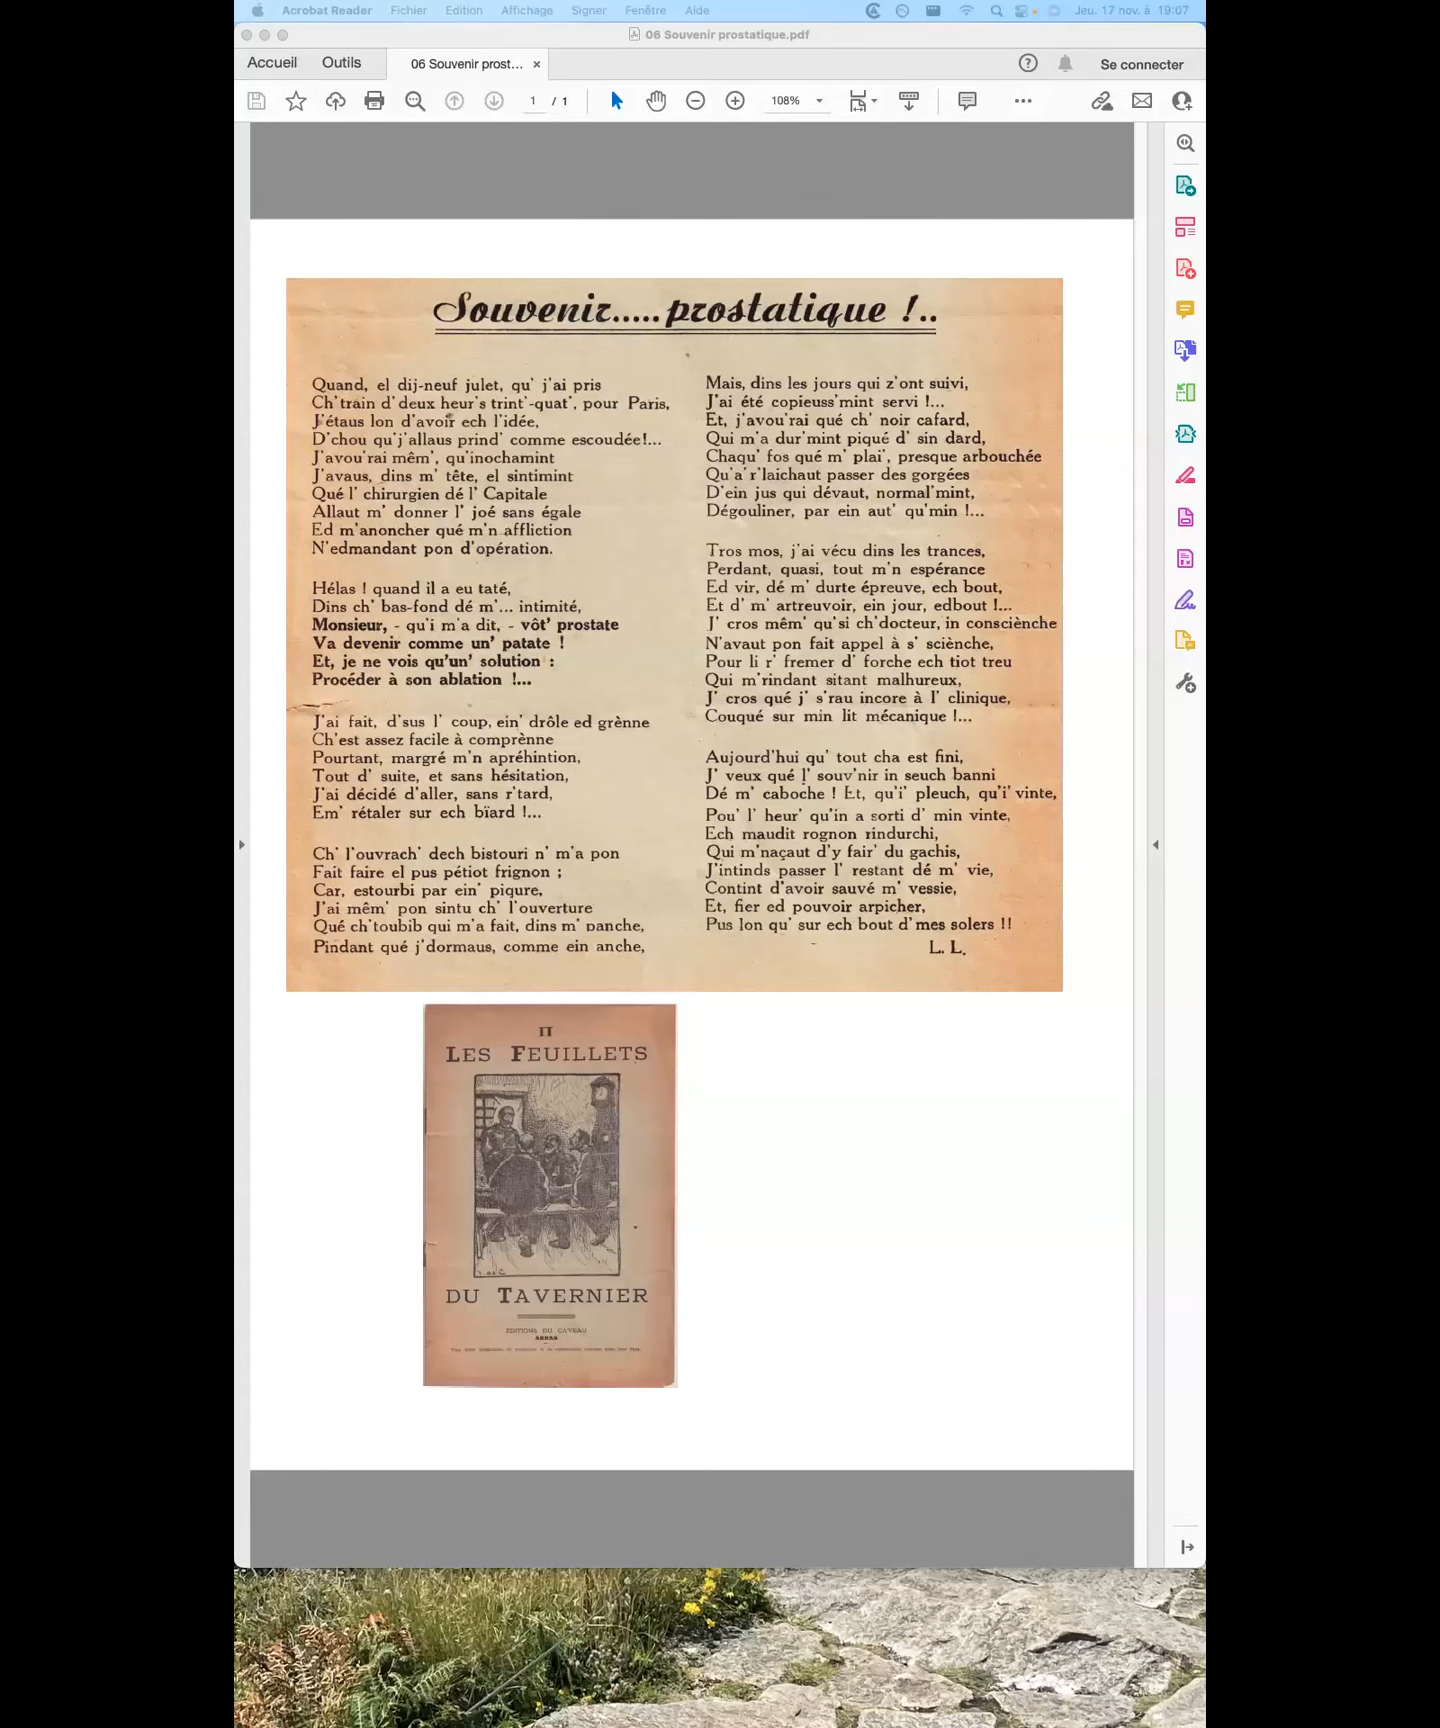 Acrobat Reader Fichier Edition Affichage Signer Fenêtre Aide Jeu. 17 nov. à 19:07
06 Souvenir prostatique.pdf
Accueil Outils 06 Souvenir prost... × Se connecter
1 / 1 108%
Souvenir..... prostatique !..
Quand, el dij-neuf julet, qu' j'ai pris
Ch' train d' deux heur's trint'-quat', pour Paris,
J'étaus lon d'avoir ech l'idée,
D'chou qu'j'allaus prind' comme escoudée !...
J'avou'rai mêm', qu'inochamint
J'avaus, dins m' tête, el sintimint
Qué l' chirurgien dé l' Capitale
Allaut m' donner l' joé sans égale
Ed m'anoncher qué m'n affliction
N'edmandant pon d'opération.
Hélas ! quand il a eu taté,
Dins ch' bas-fond dé m'... intimité,
Monsieur, - qu'i m'a dit, - vôt' prostate
Va devenir comme un' patate !
Et, je ne vois qu'un' solution :
Procéder à son ablation !...
J'ai fait, d'sus l' coup, ein' drôle ed grènne
Ch'est assez facile à comprènne
Pourtant, margré m'n apréhintion,
Tout d' suite, et sans hésitation,
J'ai décidé d'aller, sans r'tard,
Em' rétaler sur ech bïard !...
Ch' l'ouvrach' dech bistouri n' m'a pon
Fait faire el pus pétiot frignon ;
Car, estourbi par ein' piqure,
J'ai mêm' pon sintu ch' l'ouverture
Qué ch'toubib qui m'a fait, dins m' panche,
Pindant qué j'dormaus, comme ein anche,
Mais, dins les jours qui z'ont suivi,
J'ai été copieuss'mint servi !...
Et, j'avou'rai qué ch' noir cafard,
Qui m'a dur'mint piqué d' sin dard,
Chaqu' fos qué m' plai', presque arbouchée
Qu'a' r'laichaut passer des gorgées
D'ein jus qui dévaut, normal'mint,
Dégouliner, par ein aut' qu'min !...
Tros mos, j'ai vécu dins les trances,
Perdant, quasi, tout m'n espérance
Ed vir, dé m' durte épreuve, ech bout,
Et d' m' artreuvoir, ein jour, edbout !...
J' cros mêm' qu'si ch'docteur, in consciènche
N'avaut pon fait appel à s' sciènche,
Pour li r' fremer d' forche ech tiot treu
Qui m'rindant sitant malhureux,
J' cros qué j' s'rau incore à l' clinique,
Couqué sur min lit mécanique !...
Aujourd'hui qu' tout cha est fini,
J' veux qué l' souv'nir in seuch banni
Dé m' caboche ! Et, qu'i' pleuch, qu'i' vinte,
Pou' l' heur' qu'in a sorti d' min vinte,
Ech maudit rognon rindurchi,
Qui m'naçaut d'y fair' du gachis,
J'intinds passer l' restant dé m' vie,
Contint d'avoir sauvé m' vessie,
Et, fier ed pouvoir arpicher,
Pus lon qu' sur ech bout d' mes solers !!
L. L.
II
LES FEUILLETS
DU TAVERNIER
EDITIONS DU CAVEAU
ARRAS